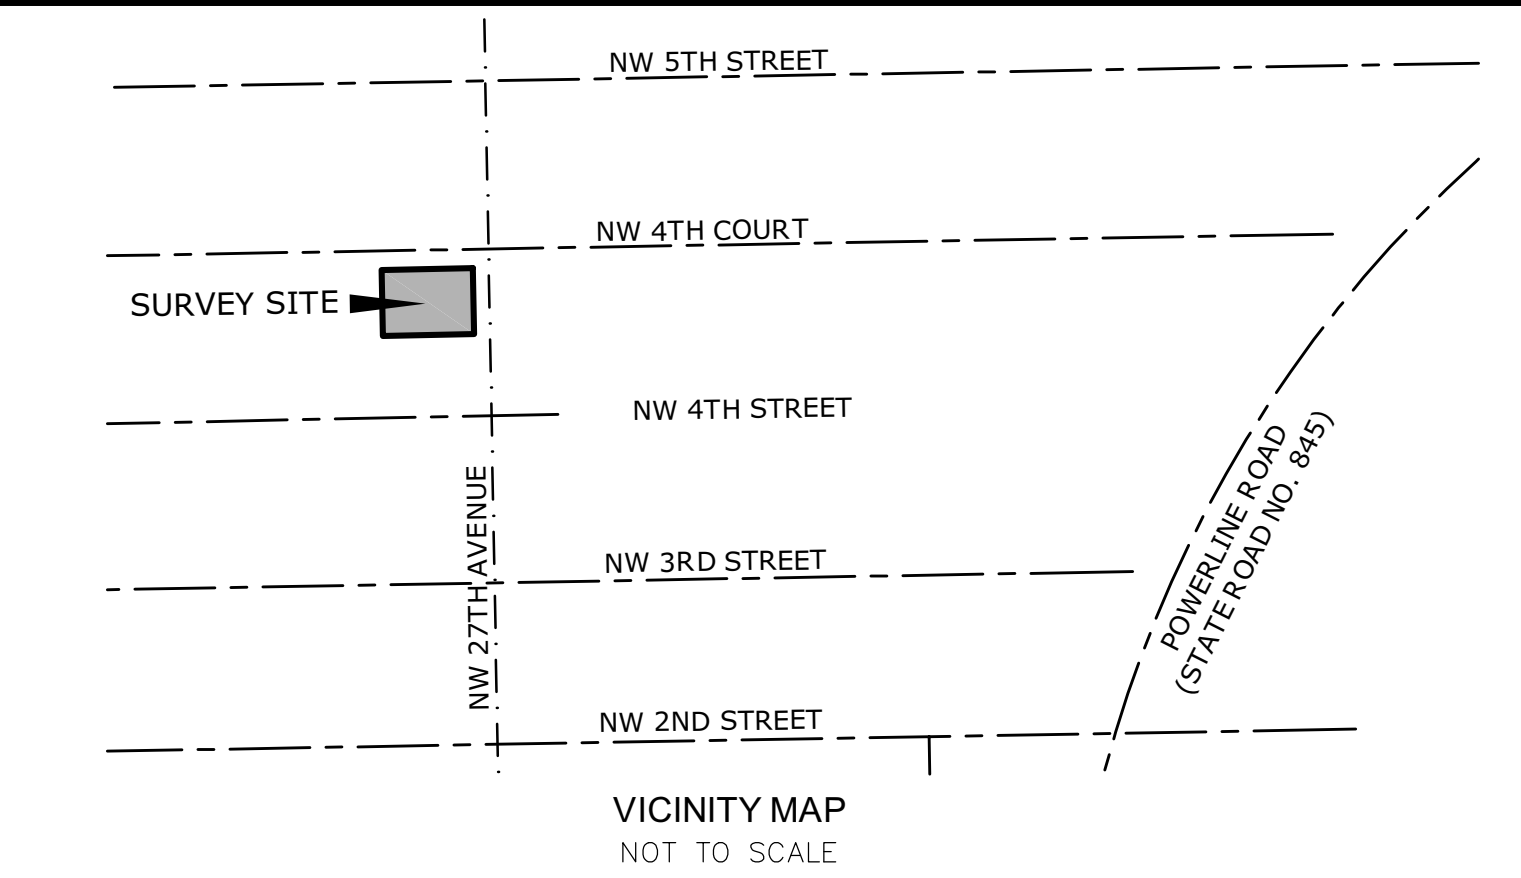 NW 5TH STREET
NW 4TH COURT
SURVEY SITE
NW 4TH STREET
NW 27TH AVENUE
POWERLINE ROAD
(STATE ROAD NO. 845)
NW 3RD STREET
NW 2ND STREET
VICINITY MAP
NOT TO SCALE